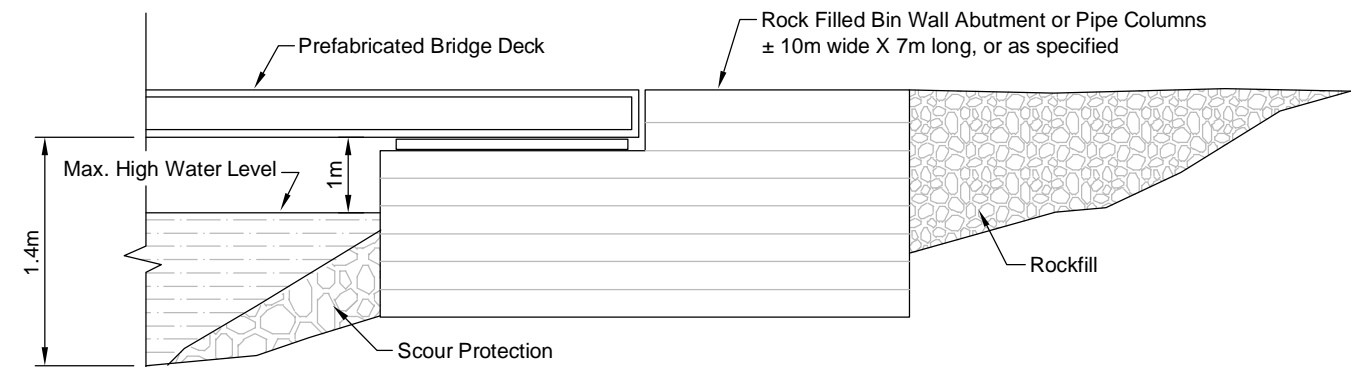 Rock Filled Bin Wall Abutment or Pipe Columns
± 10m wide X 7m long, or as specified
Prefabricated Bridge Deck
Max. High Water Level
1m
1.4m
Rockfill
Scour Protection